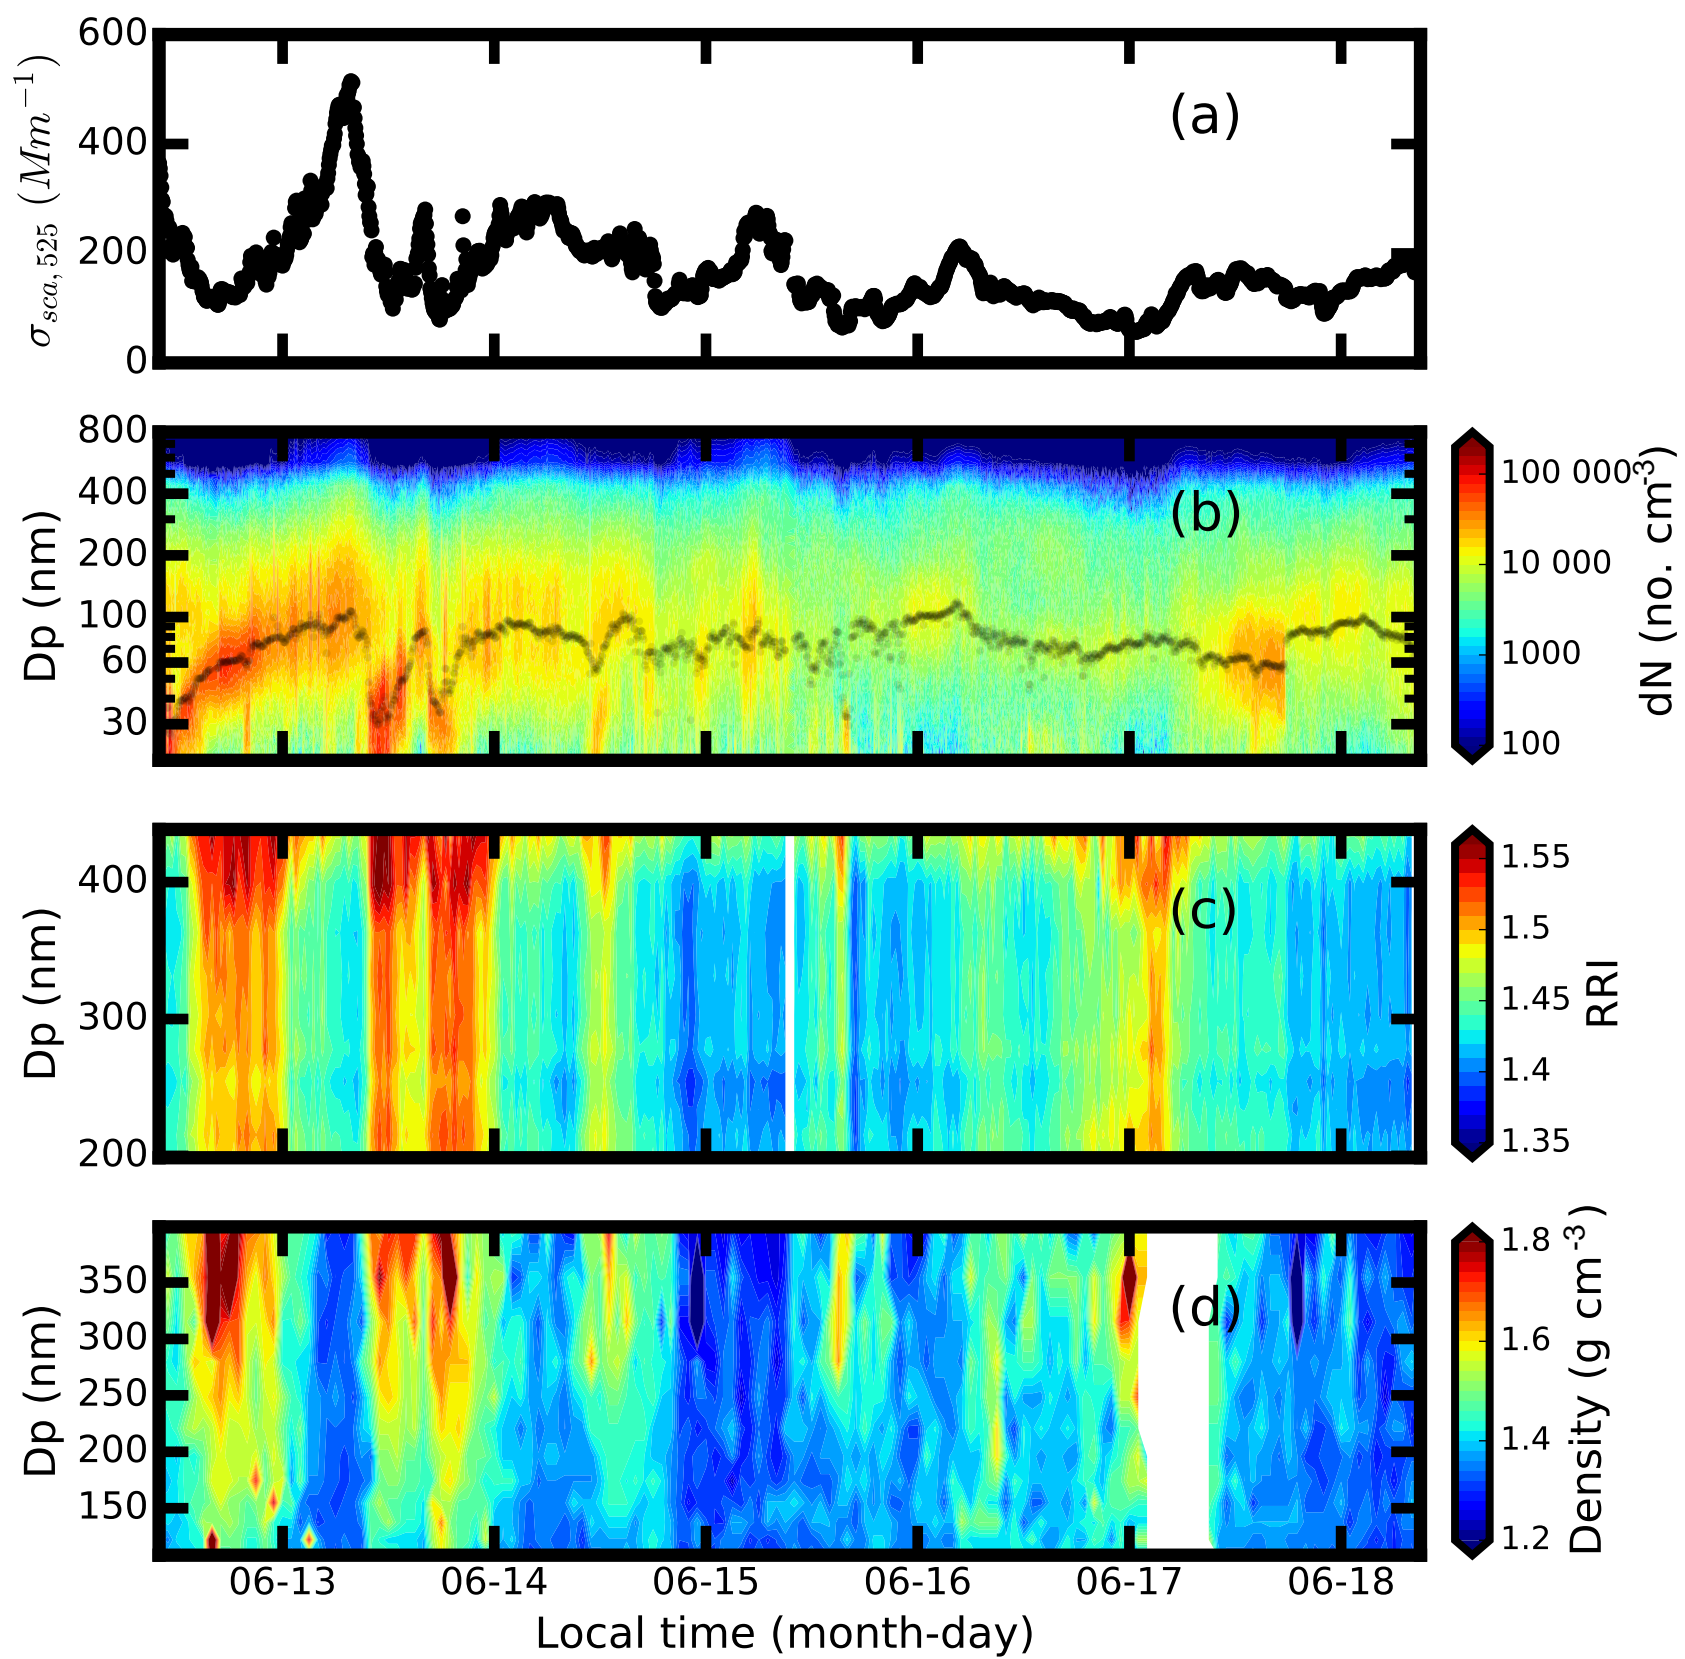 600
400
200
0
σsca, 525 (Mm−1)
(a)
800
400
200
100
60
30
Dp (nm)
(b)
100 000
10 000
1000
100
dN (no. cm-3)
400
300
200
Dp (nm)
(c)
1.55
1.5
1.45
1.4
1.35
RRI
350
300
250
200
150
Dp (nm)
(d)
1.8
1.6
1.4
1.2
Density (g cm-3)
06-13 06-14 06-15 06-16 06-17 06-18
Local time (month-day)